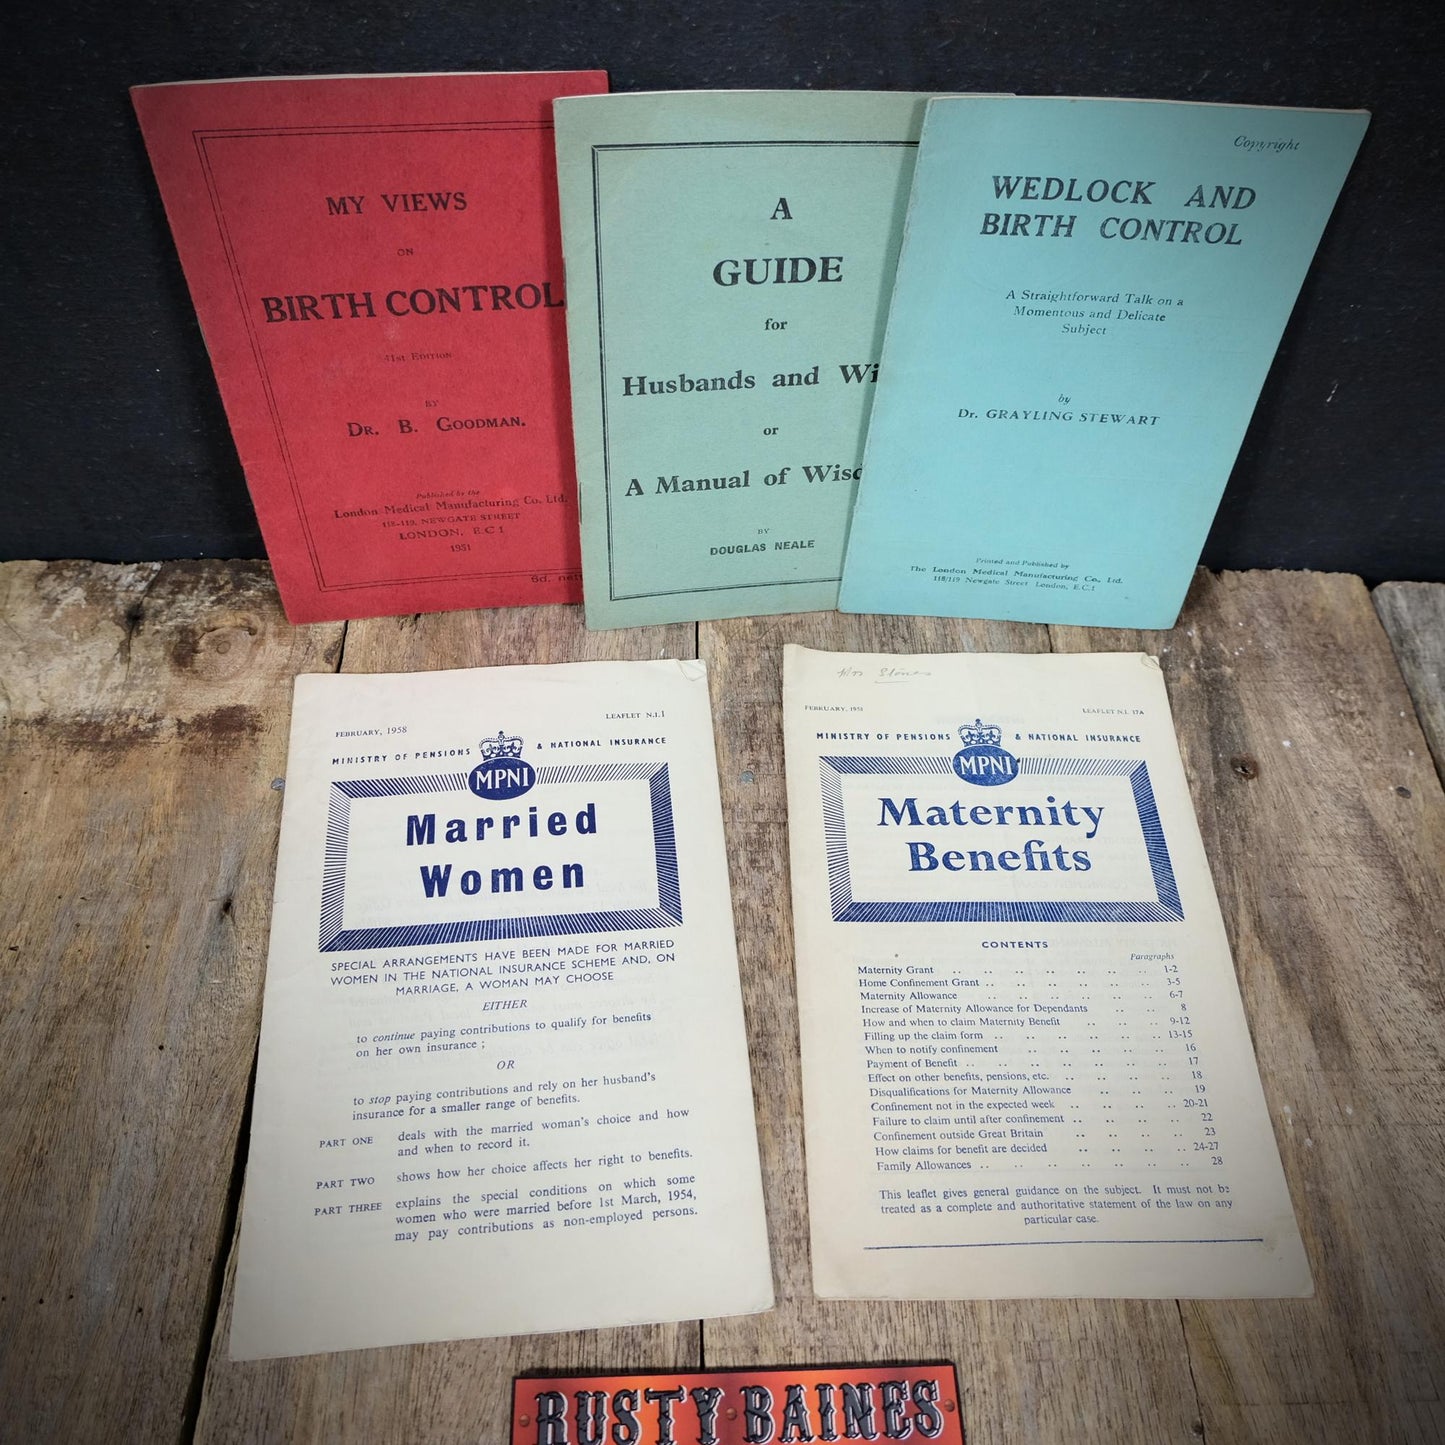 MY VIEWS
ON
BIRTH CONTROL
41st EDITION
BY
DR. B. GOODMAN.
Published by the
London Medical Manufacturing Co. Ltd.
118-119, NEWGATE STREET
LONDON, E.C 1
1951
6d. nett
A
GUIDE
for
Husbands and Wi
or
A Manual of Wisd
BY
DOUGLAS NEALE
Copyright
WEDLOCK AND
BIRTH CONTROL
A Straightforward Talk on a
Momentous and Delicate
Subject
by
Dr. GRAYLING STEWART
Printed and Published by
The London Medical Manufacturing Co., Ltd.
118/119 Newgate Street London, E.C.1
FEBRUARY, 1958
LEAFLET N.I.1
MINISTRY OF PENSIONS & NATIONAL INSURANCE
MPNI
Married
Women
SPECIAL ARRANGEMENTS HAVE BEEN MADE FOR MARRIED
WOMEN IN THE NATIONAL INSURANCE SCHEME AND, ON
MARRIAGE, A WOMAN MAY CHOOSE
EITHER
to continue paying contributions to qualify for benefits
on her own insurance ;
OR
to stop paying contributions and rely on her husband's
insurance for a smaller range of benefits.
PART ONE deals with the married woman's choice and how
and when to record it.
PART TWO shows how her choice affects her right to benefits.
PART THREE explains the special conditions on which some
women who were married before 1st March, 1954,
may pay contributions as non-employed persons.
FEBRUARY, 1951
LEAFLET N.I. 17A
MINISTRY OF PENSIONS & NATIONAL INSURANCE
MPNI
Maternity
Benefits
CONTENTS
Paragraphs
Maternity Grant .. .. .. .. .. .. .. 1-2
Home Confinement Grant .. .. .. .. .. .. 3-5
Maternity Allowance .. .. .. .. .. .. 6-7
Increase of Maternity Allowance for Dependants .. .. 8
How and when to claim Maternity Benefit .. .. .. 9-12
Filling up the claim form .. .. .. .. .. .. 13-15
When to notify confinement .. .. .. .. .. 16
Payment of Benefit .. .. .. .. .. .. .. 17
Effect on other benefits, pensions, etc. .. .. .. .. 18
Disqualifications for Maternity Allowance .. .. .. 19
Confinement not in the expected week .. .. .. .. 20-21
Failure to claim until after confinement .. .. .. .. 22
Confinement outside Great Britain .. .. .. .. 23
How claims for benefit are decided .. .. .. .. 24-27
Family Allowances .. .. .. .. .. .. .. 28
This leaflet gives general guidance on the subject. It must not be
treated as a complete and authoritative statement of the law on any
particular case.
RUSTY BAINES